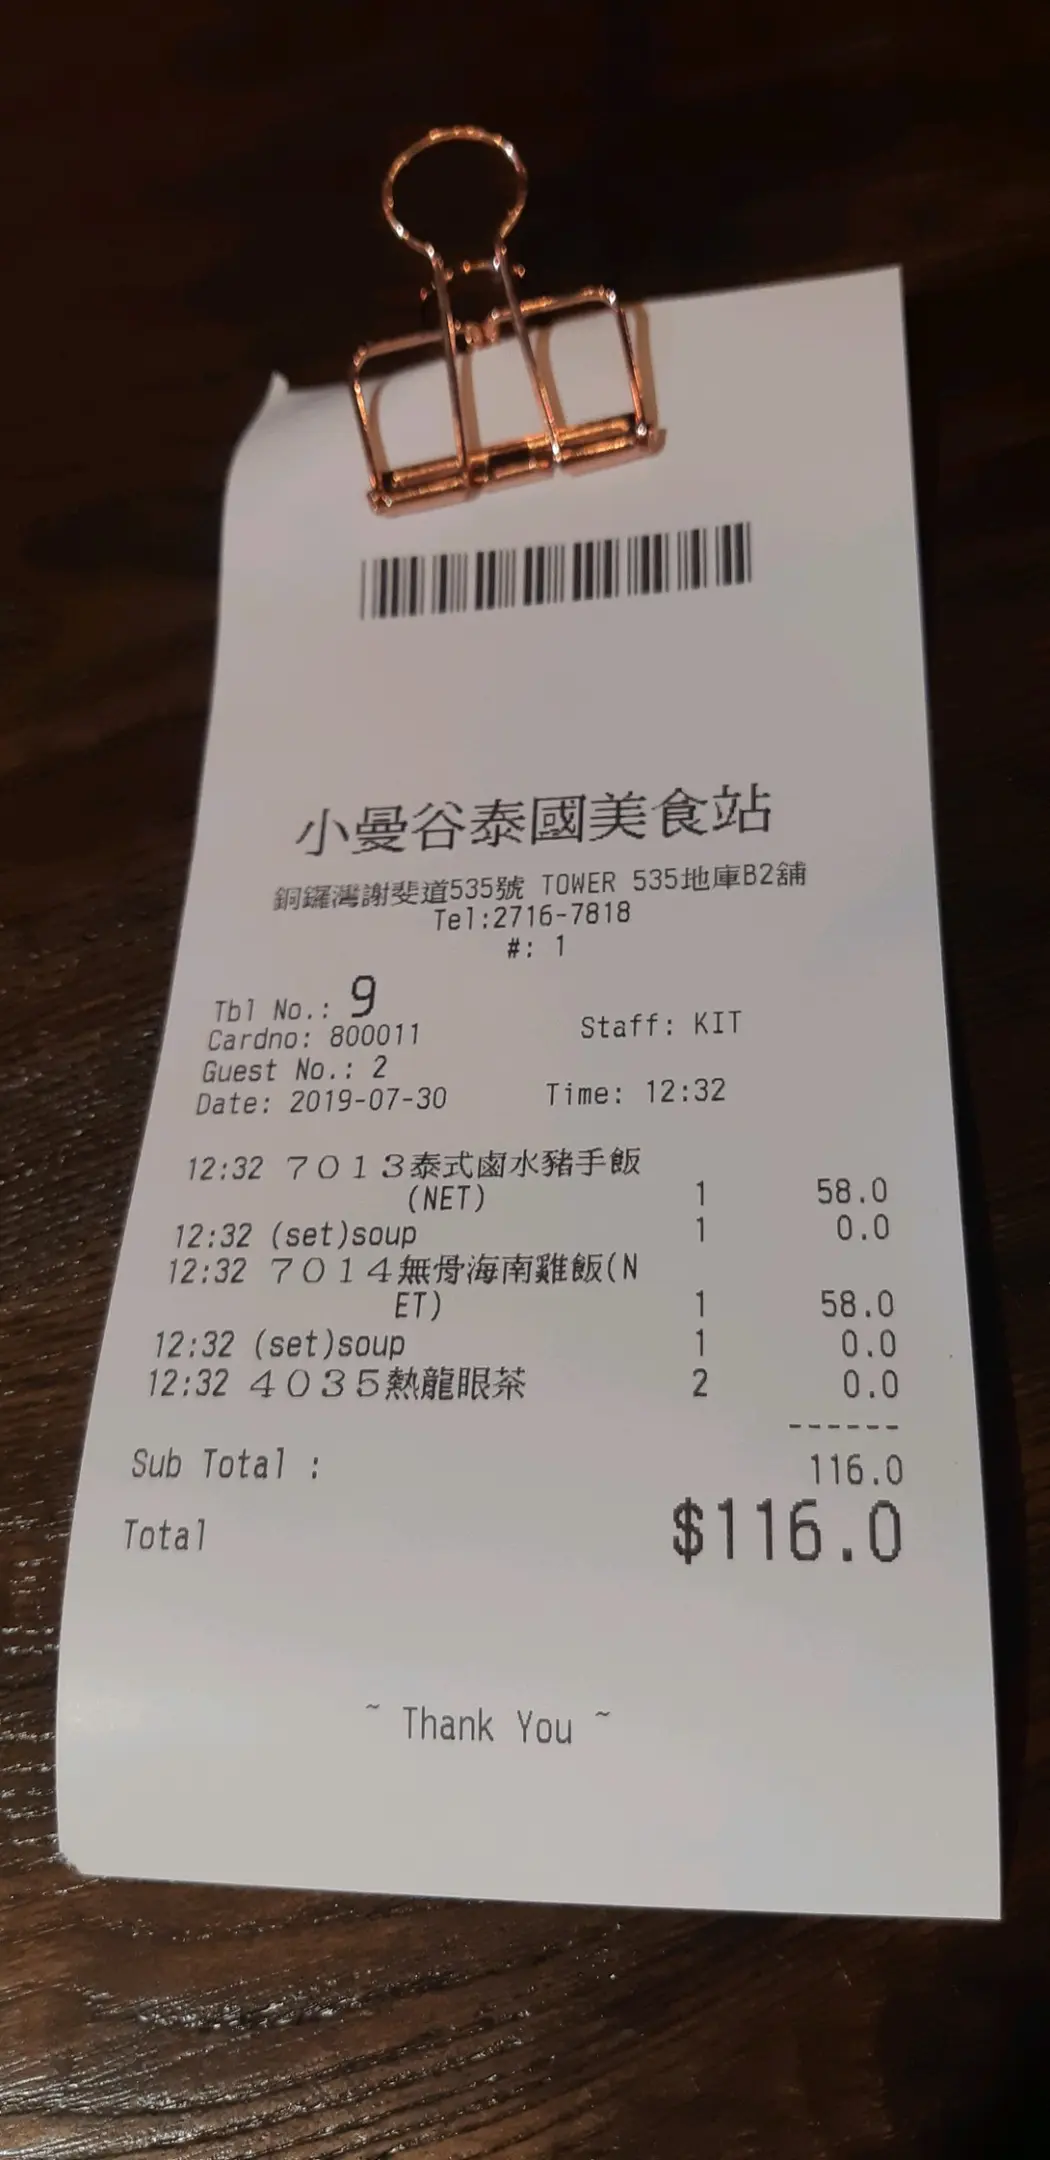 小曼谷泰國美食站
銅鑼灣謝斐道535號 TOWER 535地庫B2舖
Tel:2716-7818
#: 1
Tbl No.: 9
Cardno: 800011 Staff: KIT
Guest No.: 2
Date: 2019-07-30 Time: 12:32
12:32 7013泰式鹵水豬手飯
(NET) 1 58.0
12:32 (set)soup 1 0.0
12:32 7014無骨海南雞飯(N
ET) 1 58.0
12:32 (set)soup 1 0.0
12:32 4035熱龍眼茶 2 0.0
------
Sub Total : 116.0
Total $116.0
~ Thank You ~